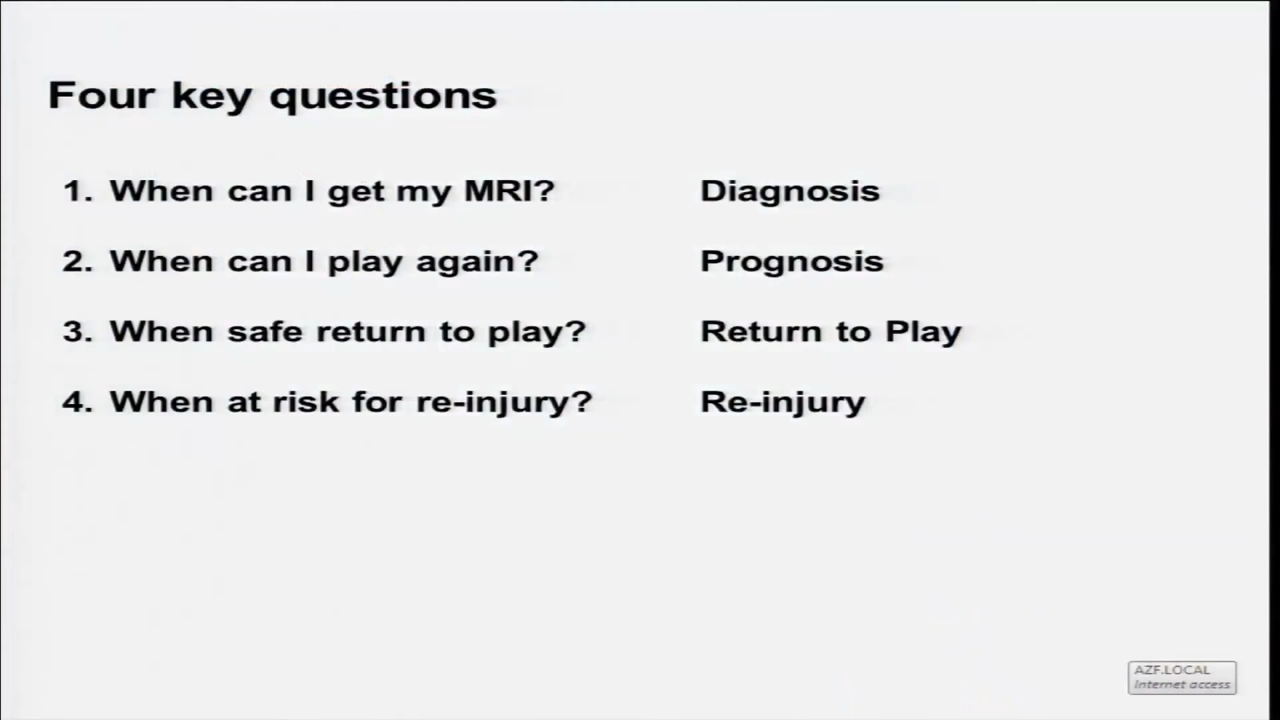 Four key questions
1. When can I get my MRI? Diagnosis
2. When can I play again? Prognosis
3. When safe return to play? Return to Play
4. When at risk for re-injury? Re-injury
AZF.LOCAL
Internet access